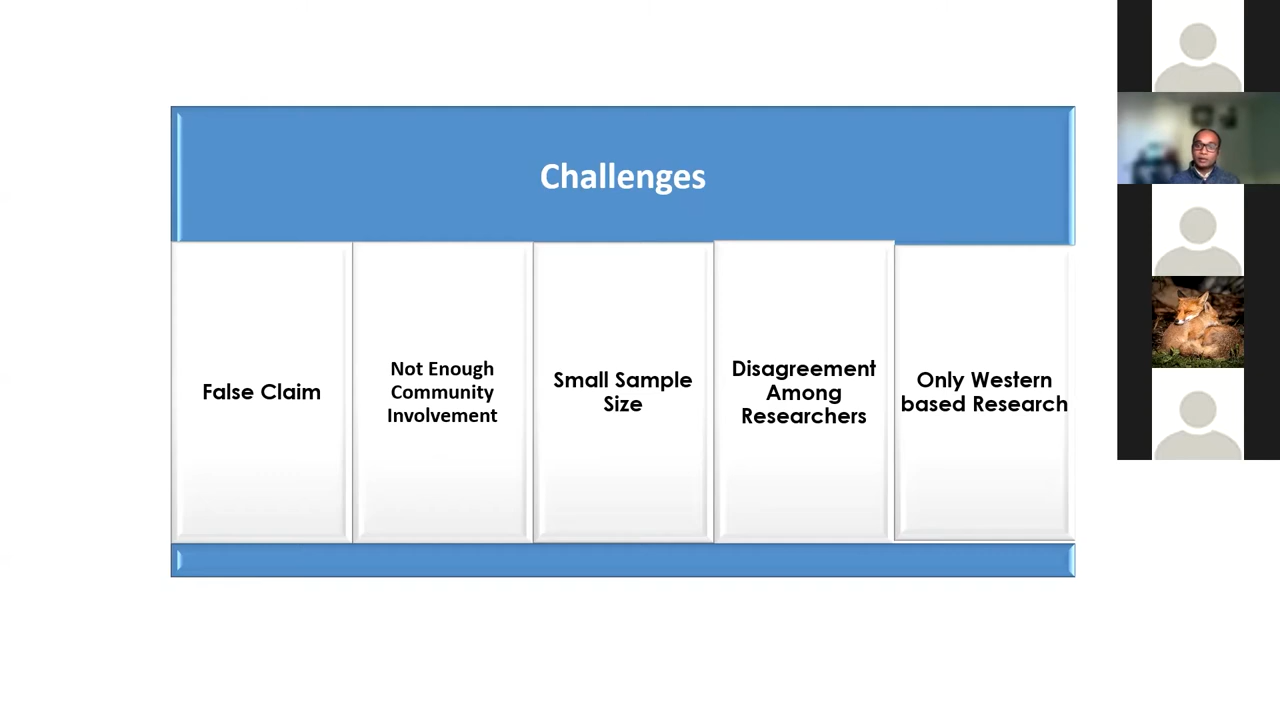 Challenges
False Claim
Not Enough
Community
Involvement
Small Sample
Size
Disagreement
Among
Researchers
Only Western
based Research